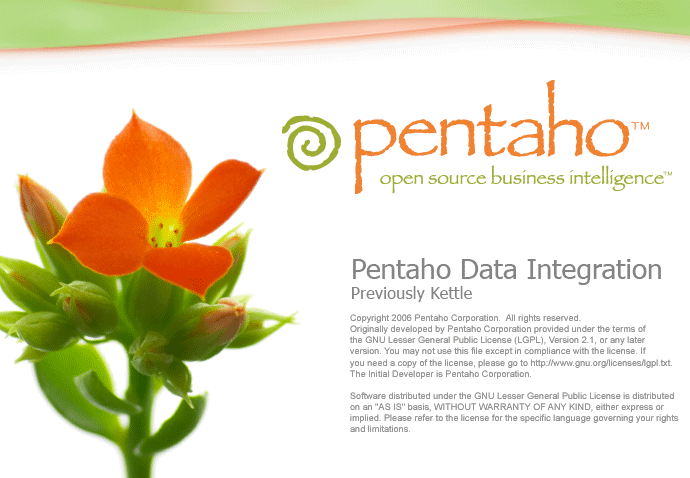 pentaho™
open source business intelligence™
Pentaho Data Integration
Previously Kettle
Copyright 2006 Pentaho Corporation.  All rights reserved.
Originally developed by Pentaho Corporation provided under the terms of
the GNU Lesser General Public License (LGPL), Version 2.1, or any later
version. You may not use this file except in compliance with the license. If
you need a copy of the license, please go to http://www.gnu.org/licenses/lgpl.txt.
The Initial Developer is Pentaho Corporation.
Software distributed under the GNU Lesser General Public License is distributed
on an "AS IS" basis, WITHOUT WARRANTY OF ANY KIND, either express or
implied. Please refer to the license for the specific language governing your rights
and limitations.